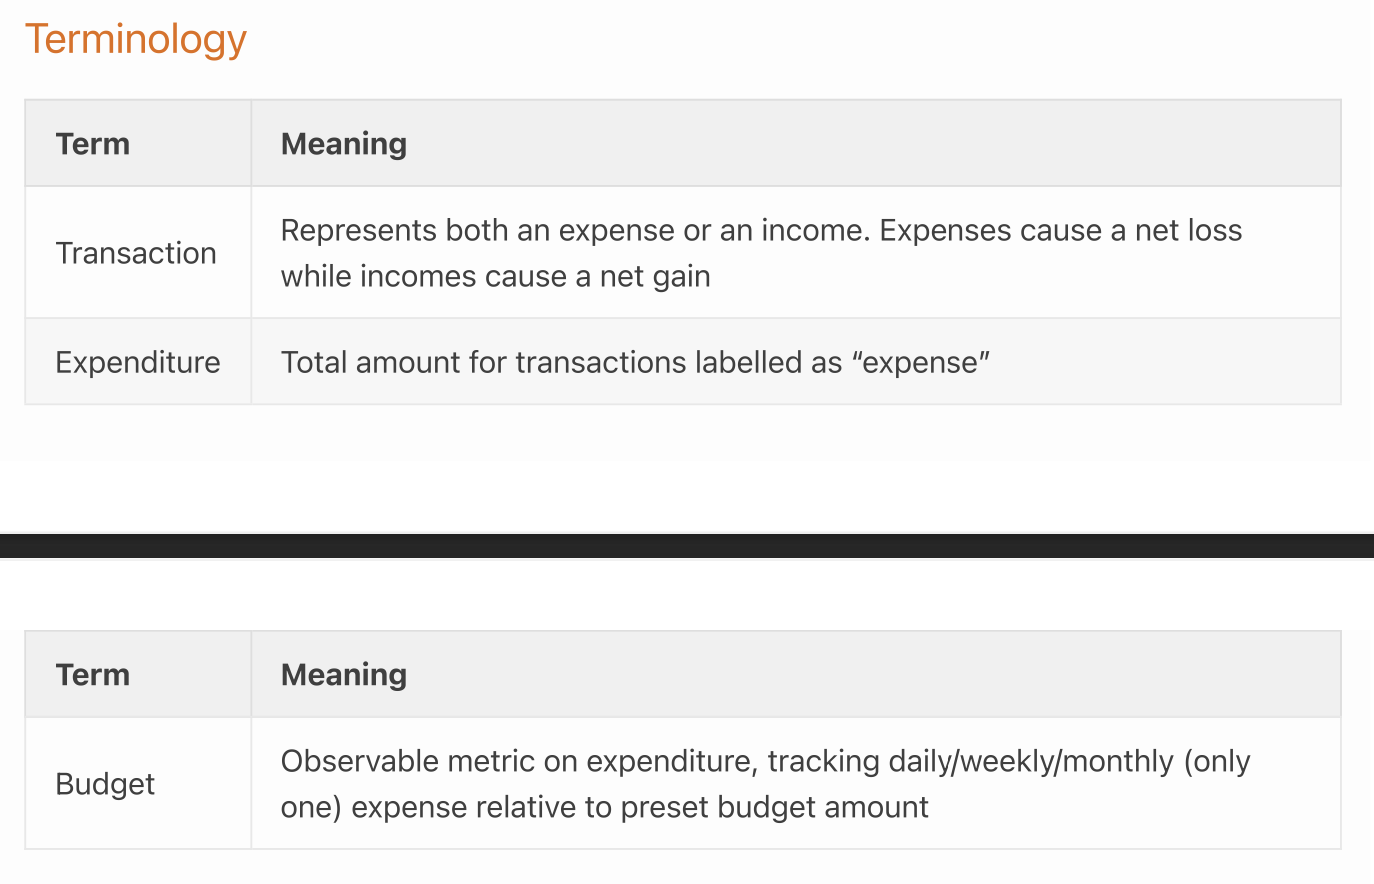 Terminology
Term Meaning
Transaction
Represents both an expense or an income. Expenses cause a net loss
while incomes cause a net gain
Expenditure Total amount for transactions labelled as “expense”
Term Meaning
Budget
Observable metric on expenditure, tracking daily/weekly/monthly (only
one) expense relative to preset budget amount